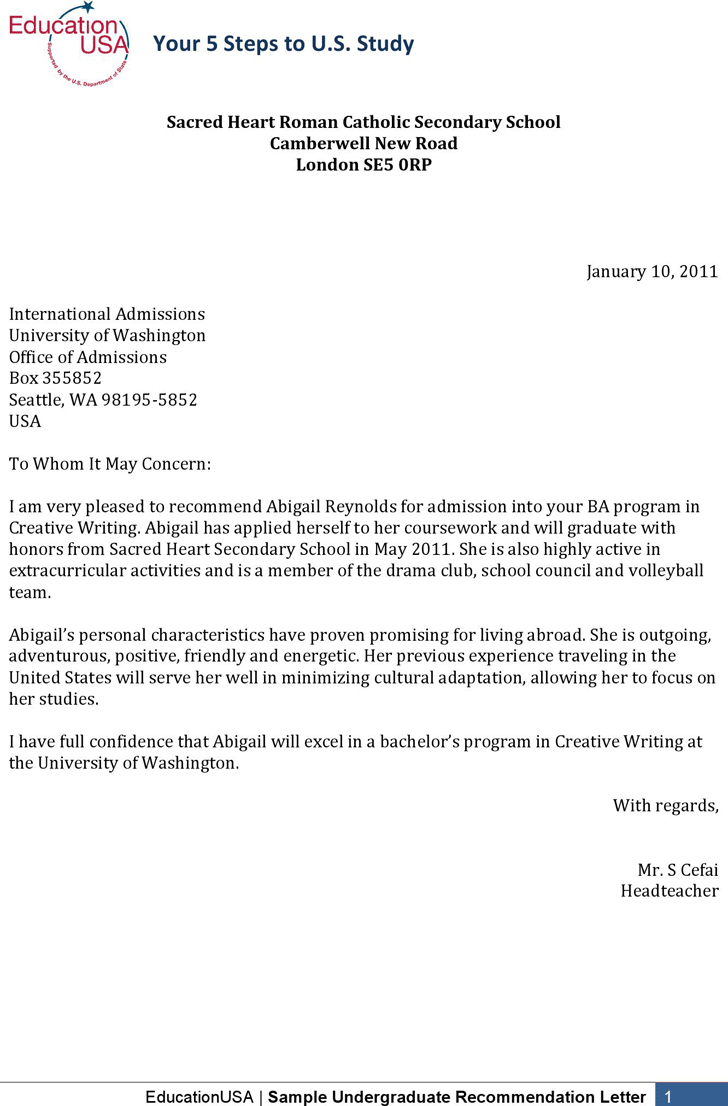 Education
USA
Supported by the U.S. Department of State
Your 5 Steps to U.S. Study
Sacred Heart Roman Catholic Secondary School
Camberwell New Road
London SE5 0RP
January 10, 2011
International Admissions
University of Washington
Office of Admissions
Box 355852
Seattle, WA 98195-5852
USA
To Whom It May Concern:
I am very pleased to recommend Abigail Reynolds for admission into your BA program in
Creative Writing. Abigail has applied herself to her coursework and will graduate with
honors from Sacred Heart Secondary School in May 2011. She is also highly active in
extracurricular activities and is a member of the drama club, school council and volleyball
team.
Abigail’s personal characteristics have proven promising for living abroad. She is outgoing,
adventurous, positive, friendly and energetic. Her previous experience traveling in the
United States will serve her well in minimizing cultural adaptation, allowing her to focus on
her studies.
I have full confidence that Abigail will excel in a bachelor’s program in Creative Writing at
the University of Washington.
With regards,
Mr. S Cefai
Headteacher
EducationUSA | Sample Undergraduate Recommendation Letter 1